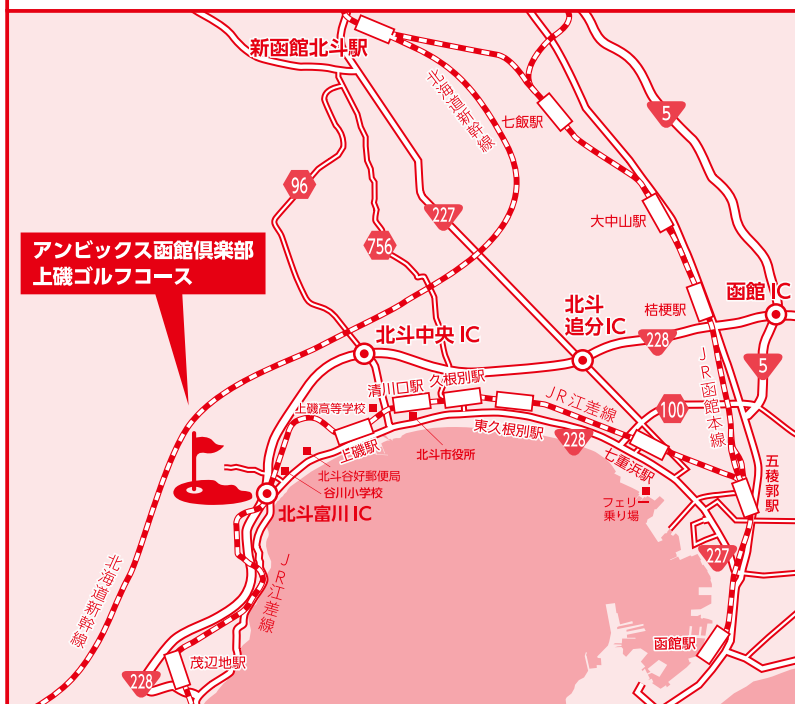 新函館北斗駅
北海道新幹線
七飯駅
5
96
227
大中山駅
756
アンビックス函館倶楽部
上磯ゴルフコース
函館 IC
北斗
追分 IC
桔梗駅
北斗中央 IC
228
JR函館本線
5
清川口駅
久根別駅
JR江差線
上磯高等学校
100
東久根別駅
228
上磯駅
北斗市役所
七重浜駅
五稜郭駅
北斗谷好郵便局
谷川小学校
フェリー
乗り場
北斗富川 IC
227
北海道新幹線
JR江差線
函館駅
茂辺地駅
228